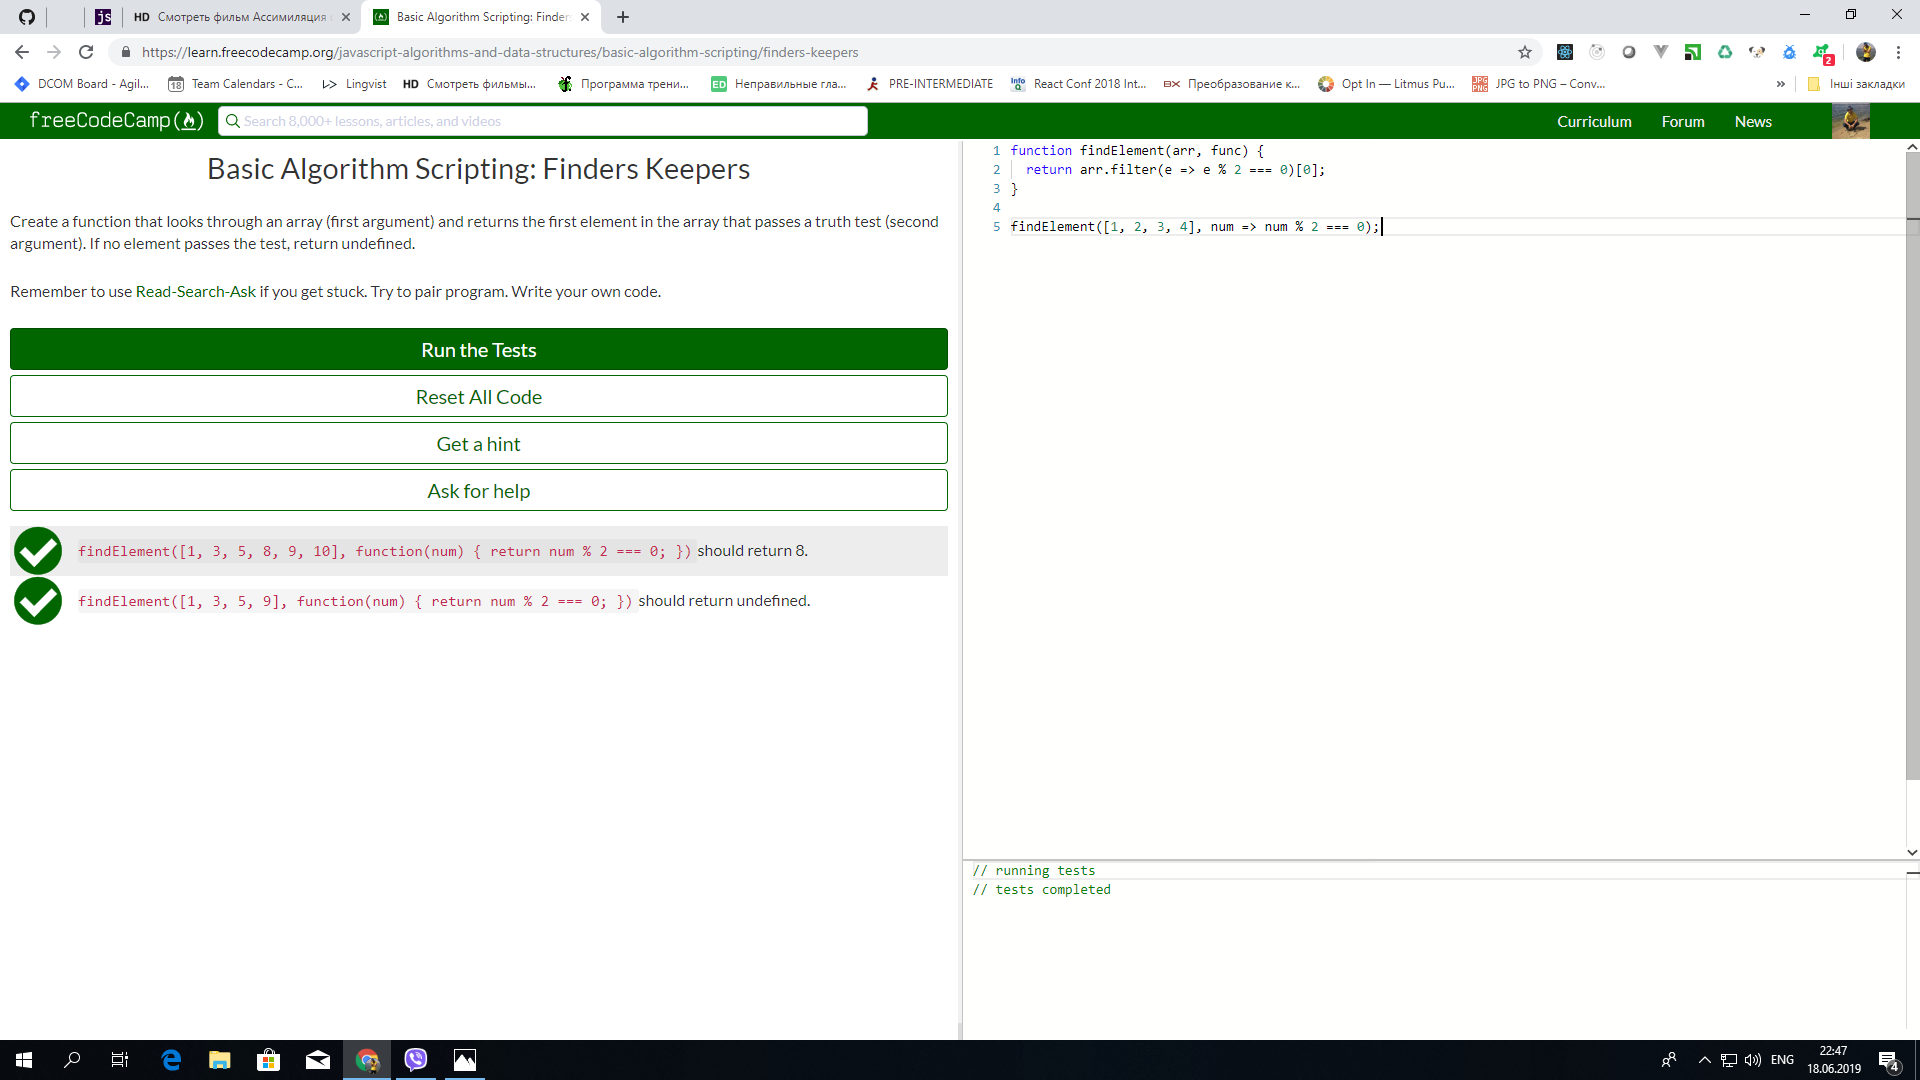 js
HD Смотреть фильм Ассимиляция
Basic Algorithm Scripting: Finder
https://learn.freecodecamp.org/javascript-algorithms-and-data-structures/basic-algorithm-scripting/finders-keepers
2
DCOM Board - Agil...
18 Team Calendars - C...
Lingvist
HD Смотреть фильмы...
Программа трени...
ED Неправильные гла...
PRE-INTERMEDIATE
Info Q React Conf 2018 Int...
Преобразование к...
Opt In — Litmus Pu...
JPG PNG JPG to PNG – Conv...
»
Інші закладки
freeCodeCamp
Search 8,000+ lessons, articles, and videos
Curriculum
Forum
News
Basic Algorithm Scripting: Finders Keepers
Create a function that looks through an array (first argument) and returns the first element in the array that passes a truth test (second
argument). If no element passes the test, return undefined.
Remember to use Read-Search-Ask if you get stuck. Try to pair program. Write your own code.
Run the Tests
Reset All Code
Get a hint
Ask for help
findElement([1, 3, 5, 8, 9, 10], function(num) { return num % 2 === 0; }) should return 8.
findElement([1, 3, 5, 9], function(num) { return num % 2 === 0; }) should return undefined.
1 function findElement(arr, func) {
2 return arr.filter(e => e % 2 === 0)[0];
3 }
4
5 findElement([1, 2, 3, 4], num => num % 2 === 0);
// running tests
// tests completed
ENG
22:47
18.06.2019
4